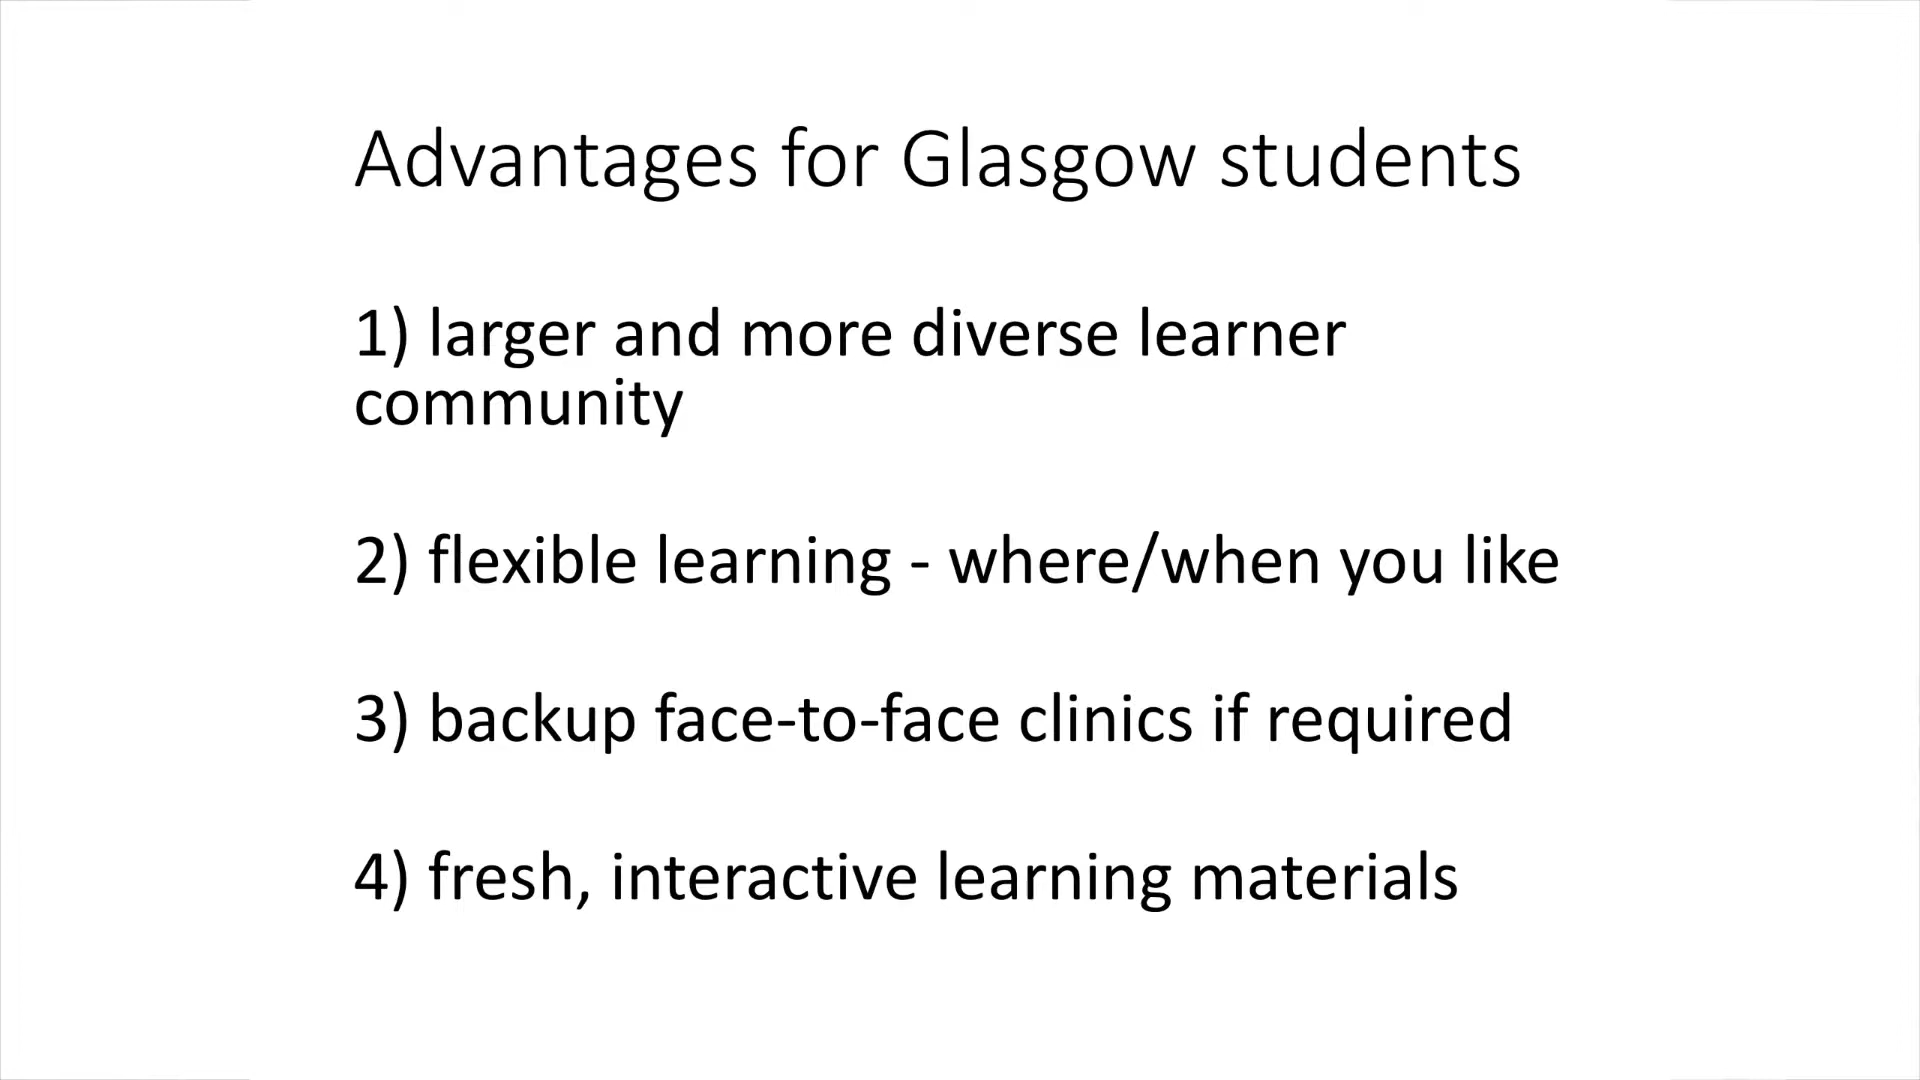 Advantages for Glasgow students
1) larger and more diverse learner
community
2) flexible learning - where/when you like
3) backup face-to-face clinics if required
4) fresh, interactive learning materials